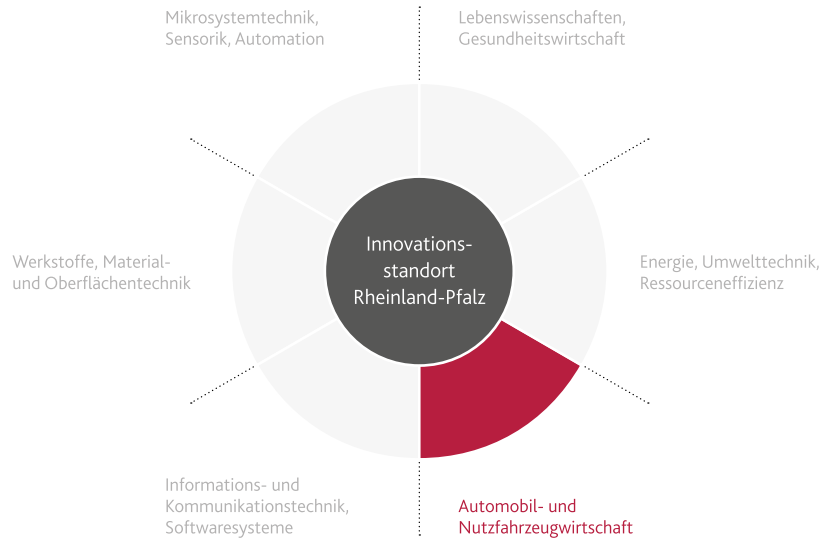 Mikrosystemtechnik,
Sensorik, Automation
Lebenswissenschaften,
Gesundheitswirtschaft
Werkstoffe, Material-
und Oberflächentechnik
Innovations-
standort
Rheinland-Pfalz
Energie, Umwelttechnik,
Ressourceneffizienz
Informations- und
Kommunikationstechnik,
Softwaresysteme
Automobil- und
Nutzfahrzeugwirtschaft